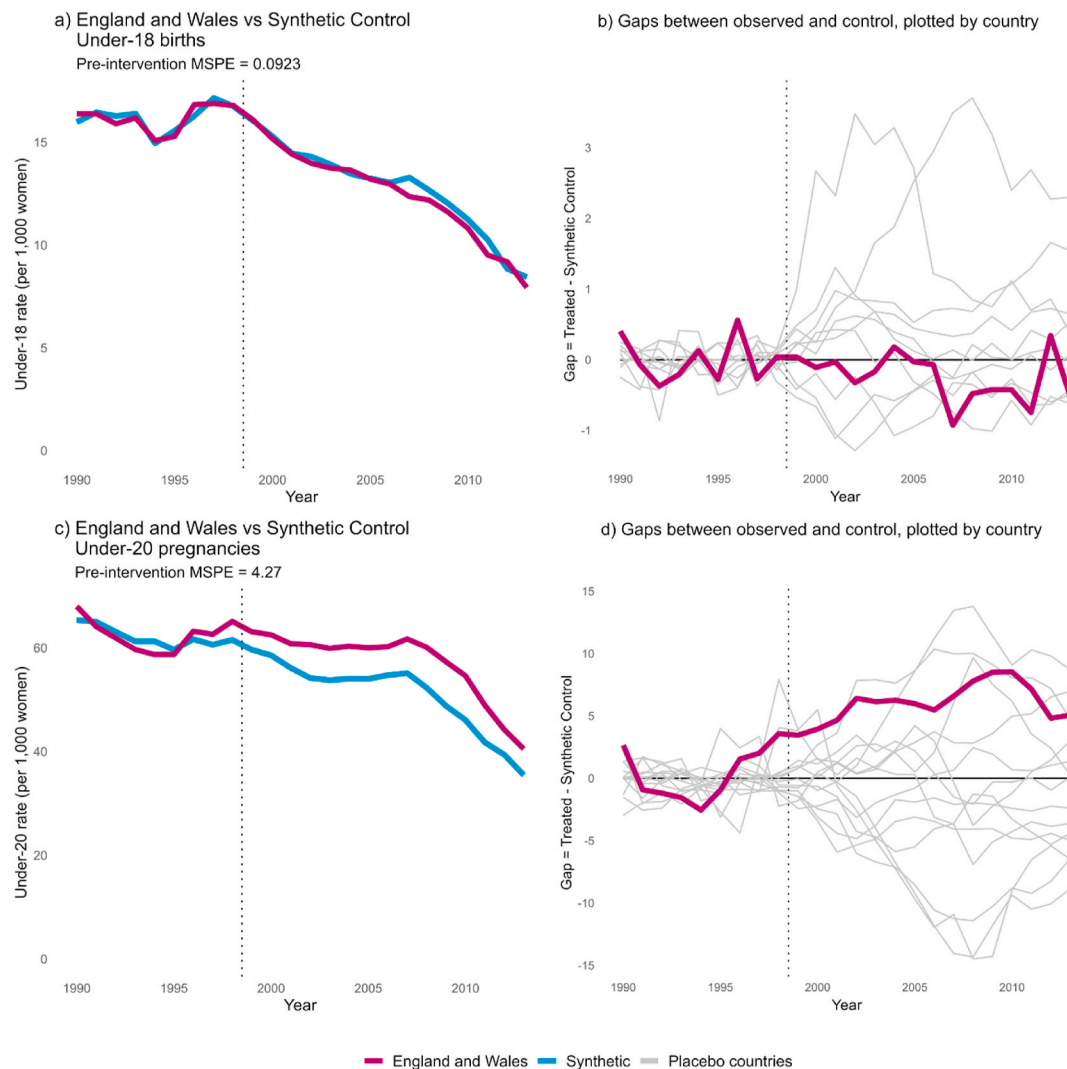 a) England and Wales vs Synthetic Control
Under-18 births
Pre-intervention MSPE = 0.0923
Under-18 rate (per 1,000 women)
15
10
5
0
1990
1995
2000
2005
2010
Year
b) Gaps between observed and control, plotted by country
Gap = Treated - Synthetic Control
3
2
1
0
-1
1990
1995
2000
2005
2010
Year
c) England and Wales vs Synthetic Control
Under-20 pregnancies
Pre-intervention MSPE = 4.27
Under-20 rate (per 1,000 women)
60
40
20
0
1990
1995
2000
2005
2010
Year
d) Gaps between observed and control, plotted by country
Gap = Treated - Synthetic Control
15
10
5
0
-5
-10
-15
1990
1995
2000
2005
2010
Year
England and Wales
Synthetic
Placebo countries